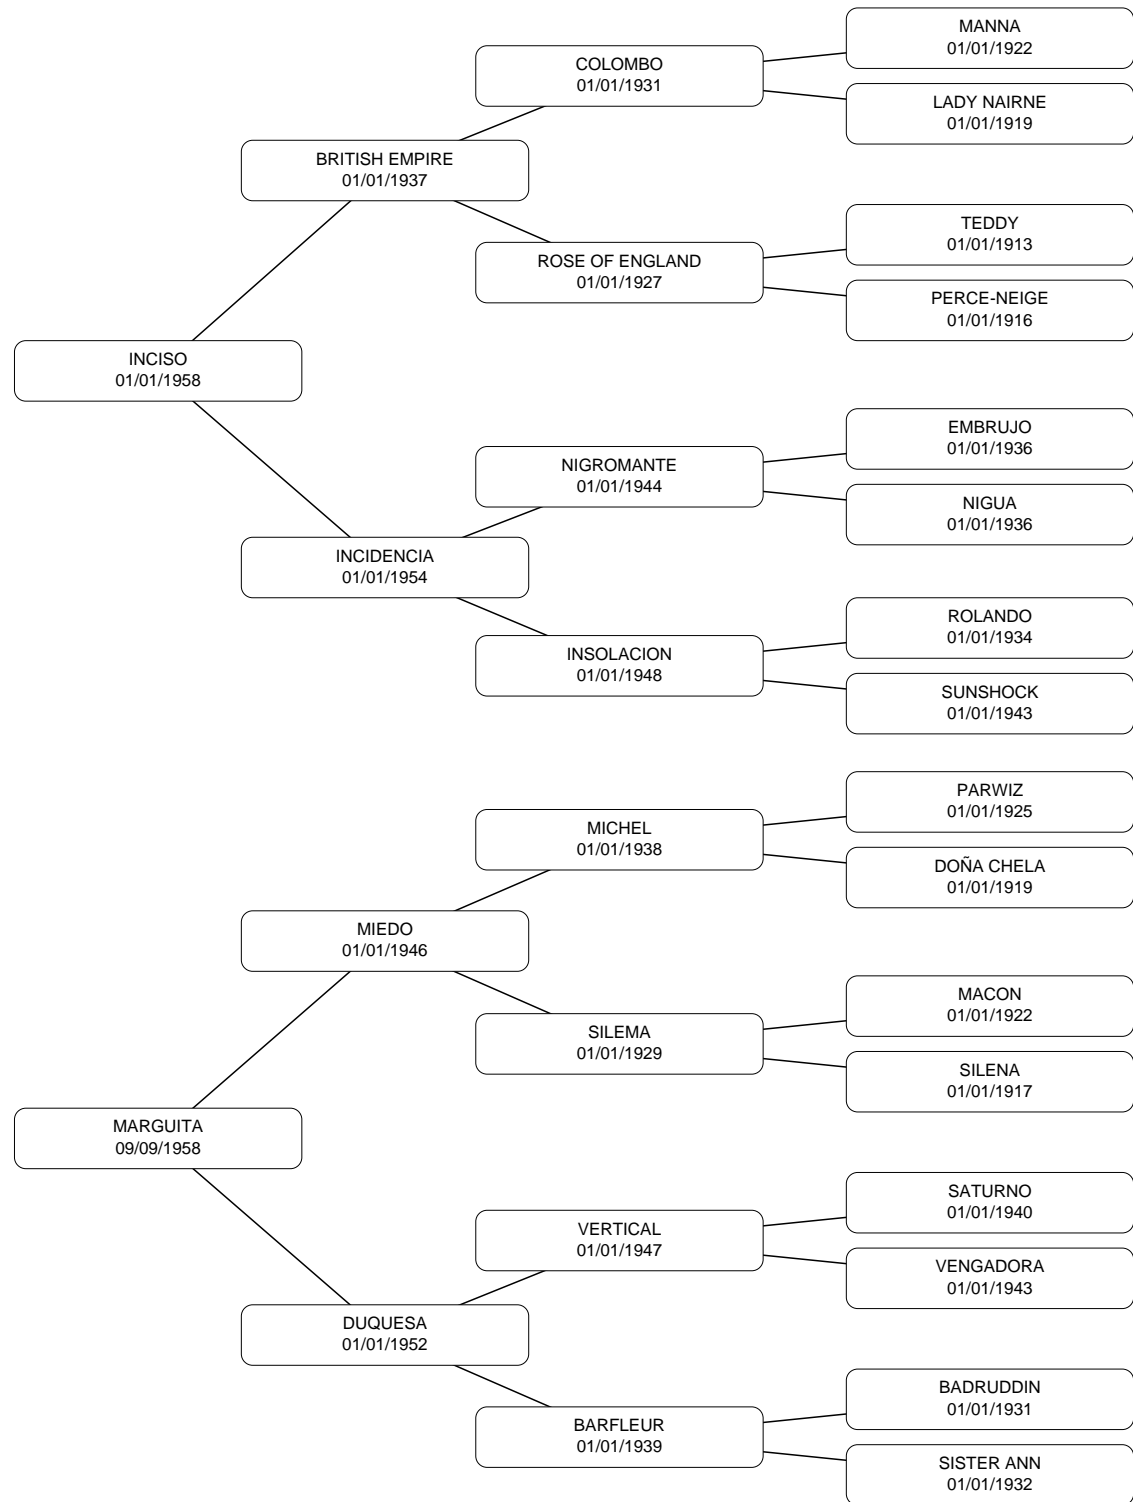 MANNA
01/01/1922
COLOMBO
01/01/1931
LADY NAIRNE
01/01/1919
BRITISH EMPIRE
01/01/1937
TEDDY
01/01/1913
ROSE OF ENGLAND
01/01/1927
PERCE-NEIGE
01/01/1916
INCISO
01/01/1958
EMBRUJO
01/01/1936
NIGROMANTE
01/01/1944
NIGUA
01/01/1936
INCIDENCIA
01/01/1954
ROLANDO
01/01/1934
INSOLACION
01/01/1948
SUNSHOCK
01/01/1943
PARWIZ
01/01/1925
MICHEL
01/01/1938
DOÑA CHELA
01/01/1919
MIEDO
01/01/1946
MACON
01/01/1922
SILEMA
01/01/1929
SILENA
01/01/1917
MARGUITA
09/09/1958
SATURNO
01/01/1940
VERTICAL
01/01/1947
VENGADORA
01/01/1943
DUQUESA
01/01/1952
BADRUDDIN
01/01/1931
BARFLEUR
01/01/1939
SISTER ANN
01/01/1932